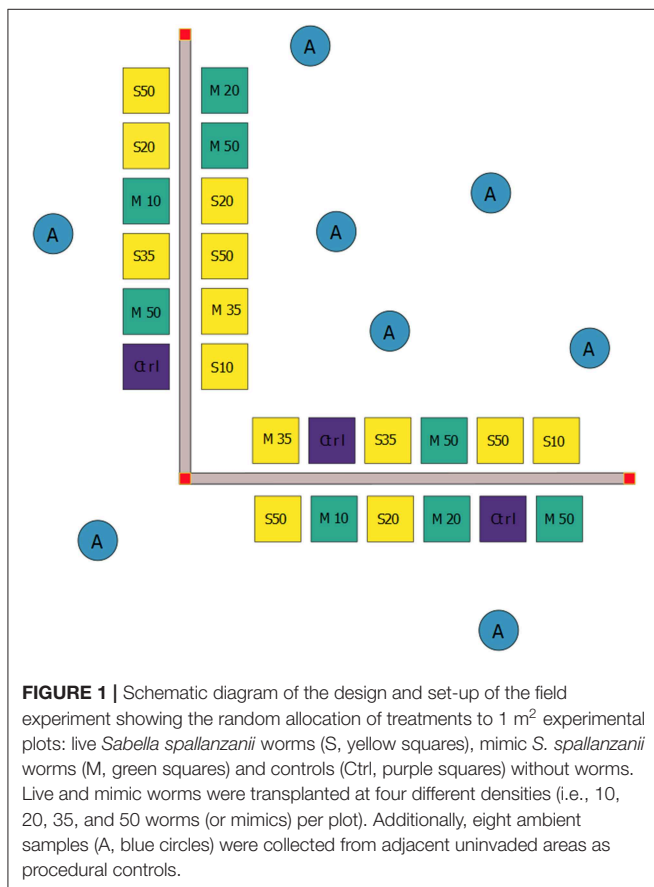 A
S50
M 20
S20
M 50
M 10
S20
A
A
A
S35
S50
M 50
M 35
A
A
Ctrl
S10
M 35
Ctrl
S35
M 50
S50
S10
S50
M 10
S20
M 20
Ctrl
M 50
A
A
FIGURE 1 | Schematic diagram of the design and set-up of the field
experiment showing the random allocation of treatments to 1 m² experimental
plots: live Sabella spallanzanii worms (S, yellow squares), mimic S. spallanzanii
worms (M, green squares) and controls (Ctrl, purple squares) without worms.
Live and mimic worms were transplanted at four different densities (i.e., 10,
20, 35, and 50 worms (or mimics) per plot). Additionally, eight ambient
samples (A, blue circles) were collected from adjacent uninvaded areas as
procedural controls.